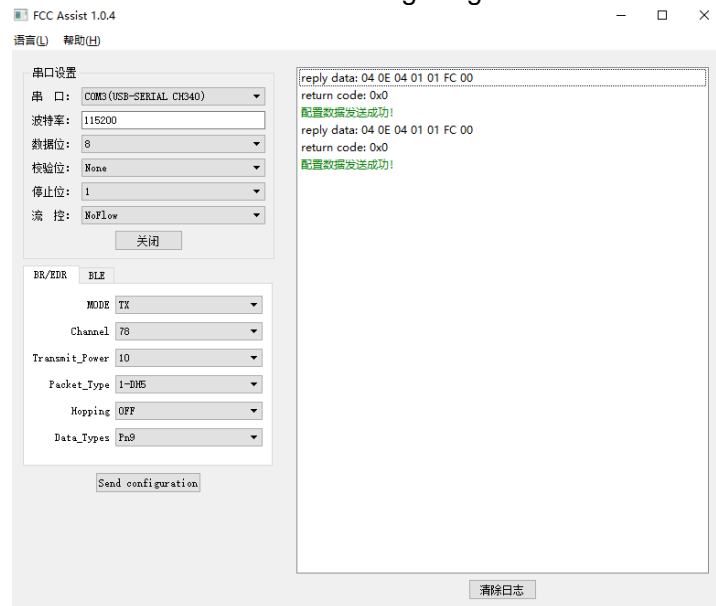 FCC Assist 1.0.4
语言(L) 帮助(H)
串口设置
串 口: COM3(USB-SERIAL CH340)
波特率: 115200
数据位: 8
校验位: None
停止位: 1
流 控: NoFlow
关闭
BR/EDR BLE
MODE TX
Channel 78
Transmit_Power 10
Packet_Type 1-DH5
Hopping OFF
Data_Types Pn9
Send configuration
reply data: 04 0E 04 01 01 FC 00
return code: 0x0
配置数据发送成功!
reply data: 04 0E 04 01 01 FC 00
return code: 0x0
配置数据发送成功!
清除日志